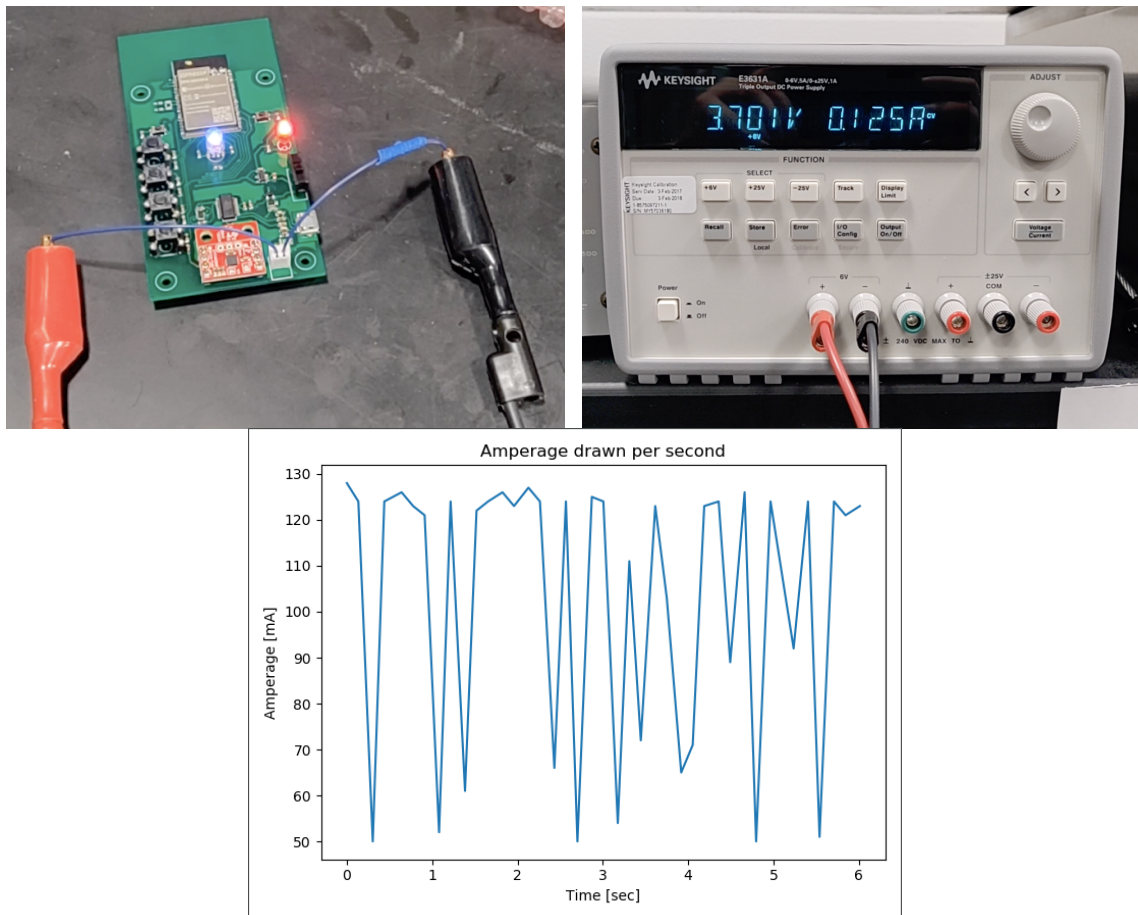 KEYSIGHT E3631A 0-6V,5A/0-±25V,1A
Triple Output DC Power Supply
3.701V 0.125A CV
+6V
ADJUST
FUNCTION
SELECT
+6V +25V -25V Track Display Limit
Recall Store Error I/O Config Output On/Off
Local
Voltage
Current
KEYSIGHT
Keysight Calibration
Power
On
Off
6V
±25V
+ - + COM -
± 240 VDC MAX TO
Amperage drawn per second
Amperage [mA]
130
120
110
100
90
80
70
60
50
0 1 2 3 4 5 6
Time [sec]